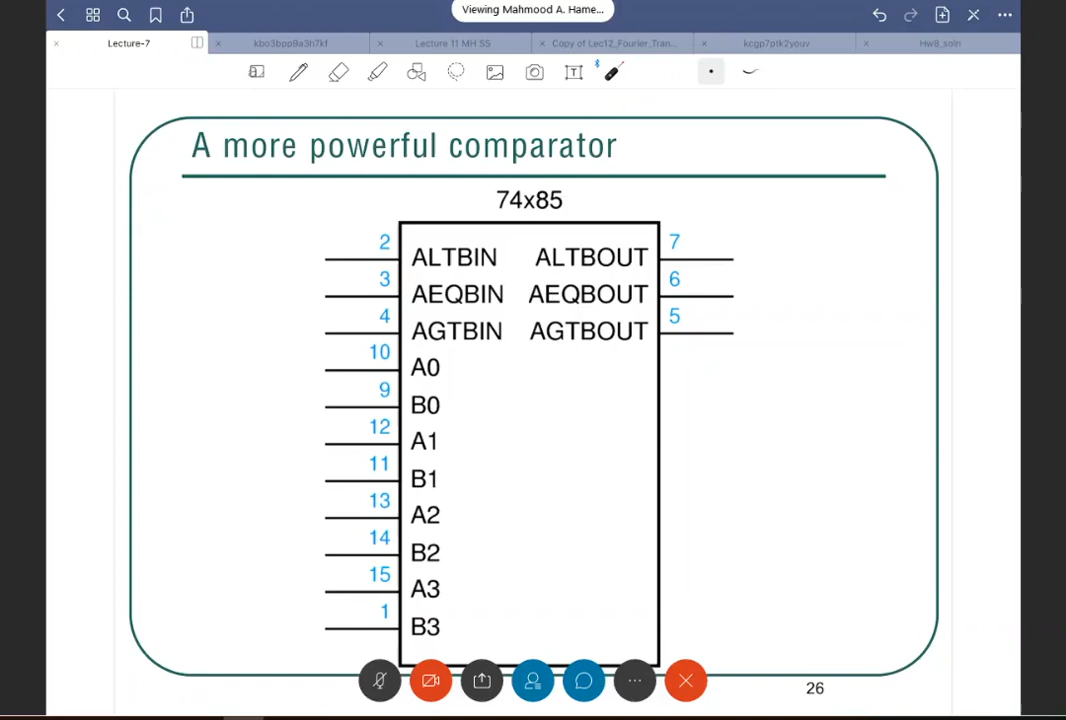 Viewing Mahmood A. Hame...
Lecture-7
kbo3bpp9a3h7kf
Lecture 11 MH SS
Copy of Lec12_Fourier_Tran...
kcgp7ptk2youv
Hw8_soln
A more powerful comparator
74x85
2 ALTBIN ALTBOUT 7
3 AEQBIN AEQBOUT 6
4 AGTBIN AGTBOUT 5
10 A0
9 B0
12 A1
11 B1
13 A2
14 B2
15 A3
1 B3
26